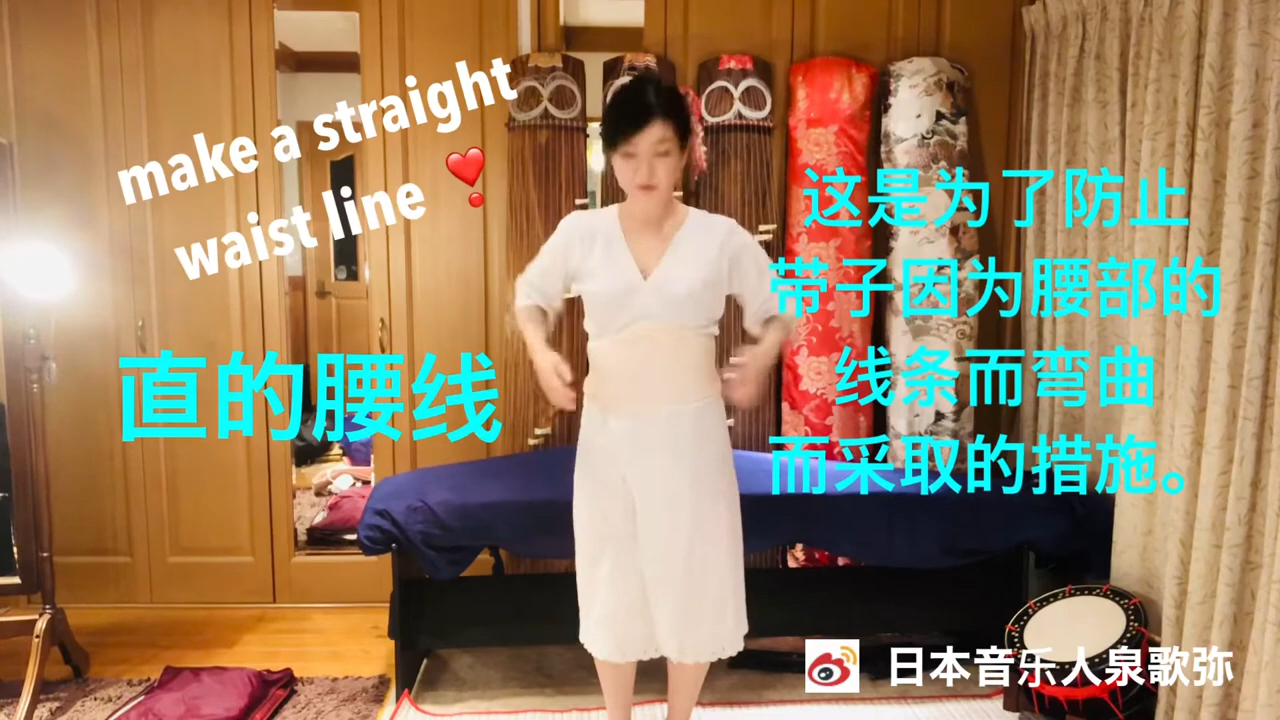 make a straight
waist line ❣️
直的腰线
这是为了防止
带子因为腰部的
线条而弯曲
而采取的措施。
日本音乐人泉歌弥